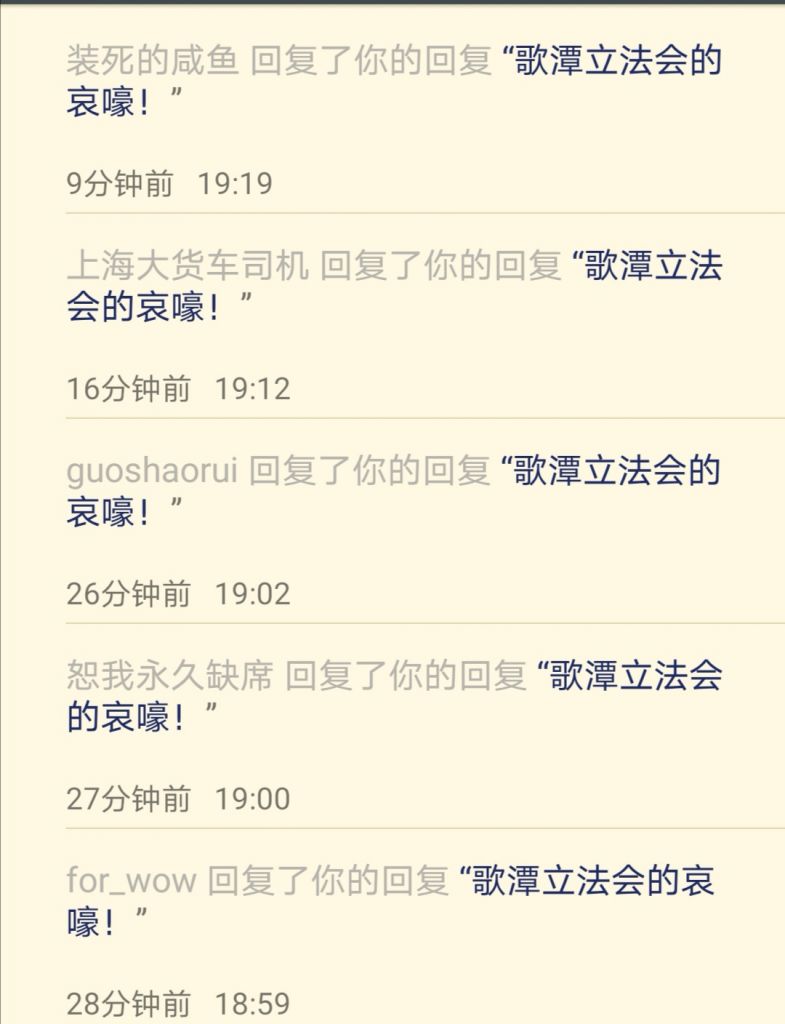 装死的咸鱼 回复了你的回复 “歌潭立法会的
哀嚎！”
9分钟前 19:19
上海大货车司机 回复了你的回复 “歌潭立法
会的哀嚎！”
16分钟前 19:12
guoshaorui 回复了你的回复 “歌潭立法会的
哀嚎！”
26分钟前 19:02
恕我永久缺席 回复了你的回复 “歌潭立法会
的哀嚎！”
27分钟前 19:00
for_wow 回复了你的回复 “歌潭立法会的哀
嚎！”
28分钟前 18:59